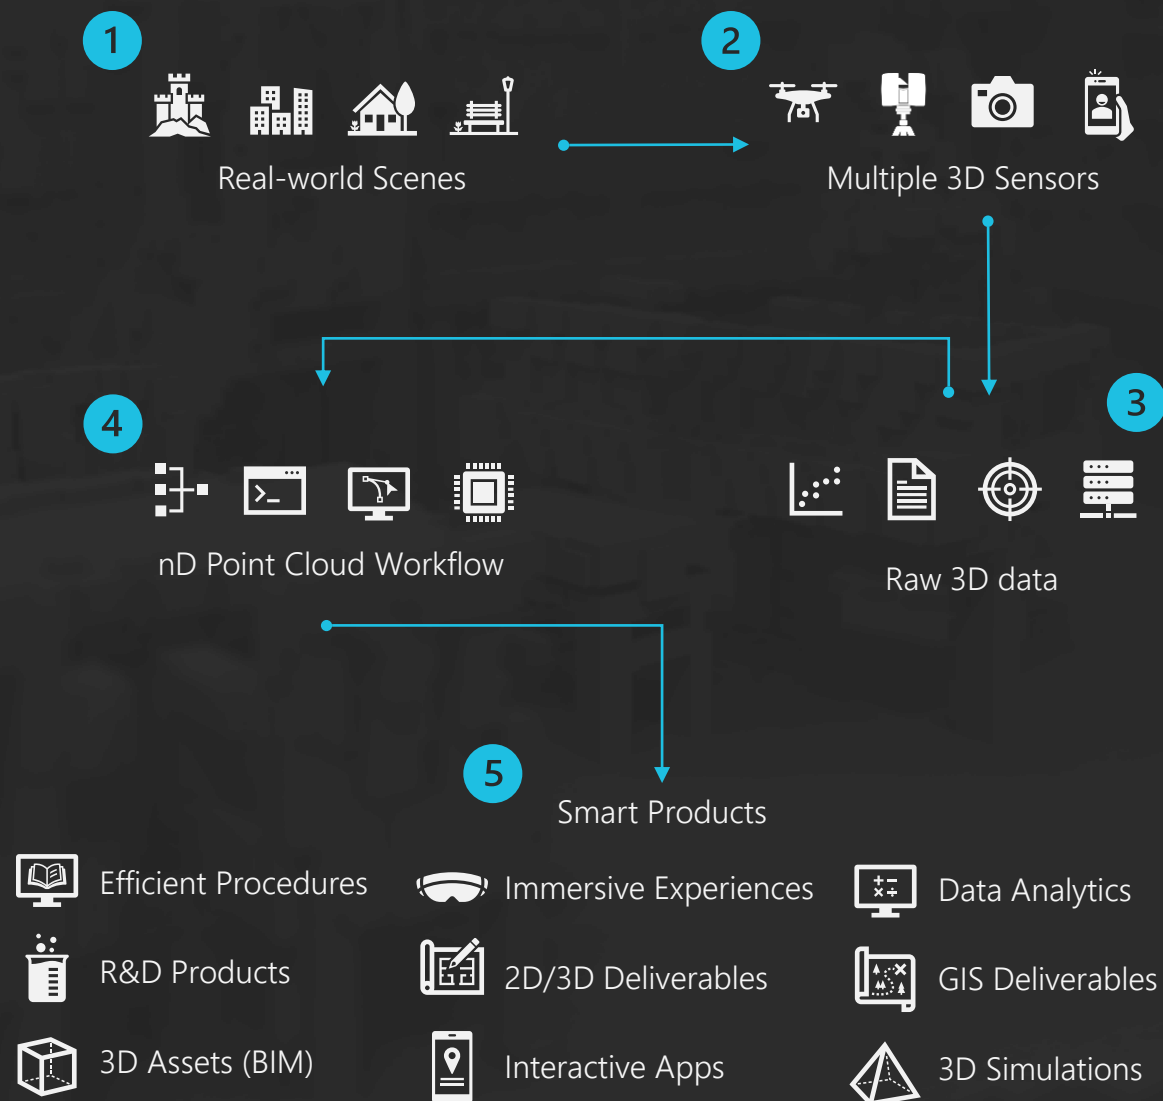 1
Real-world Scenes
2
Multiple 3D Sensors
3
Raw 3D data
4
nD Point Cloud Workflow
5
Smart Products
Efficient Procedures
Immersive Experiences
Data Analytics
R&D Products
2D/3D Deliverables
GIS Deliverables
3D Assets (BIM)
Interactive Apps
3D Simulations